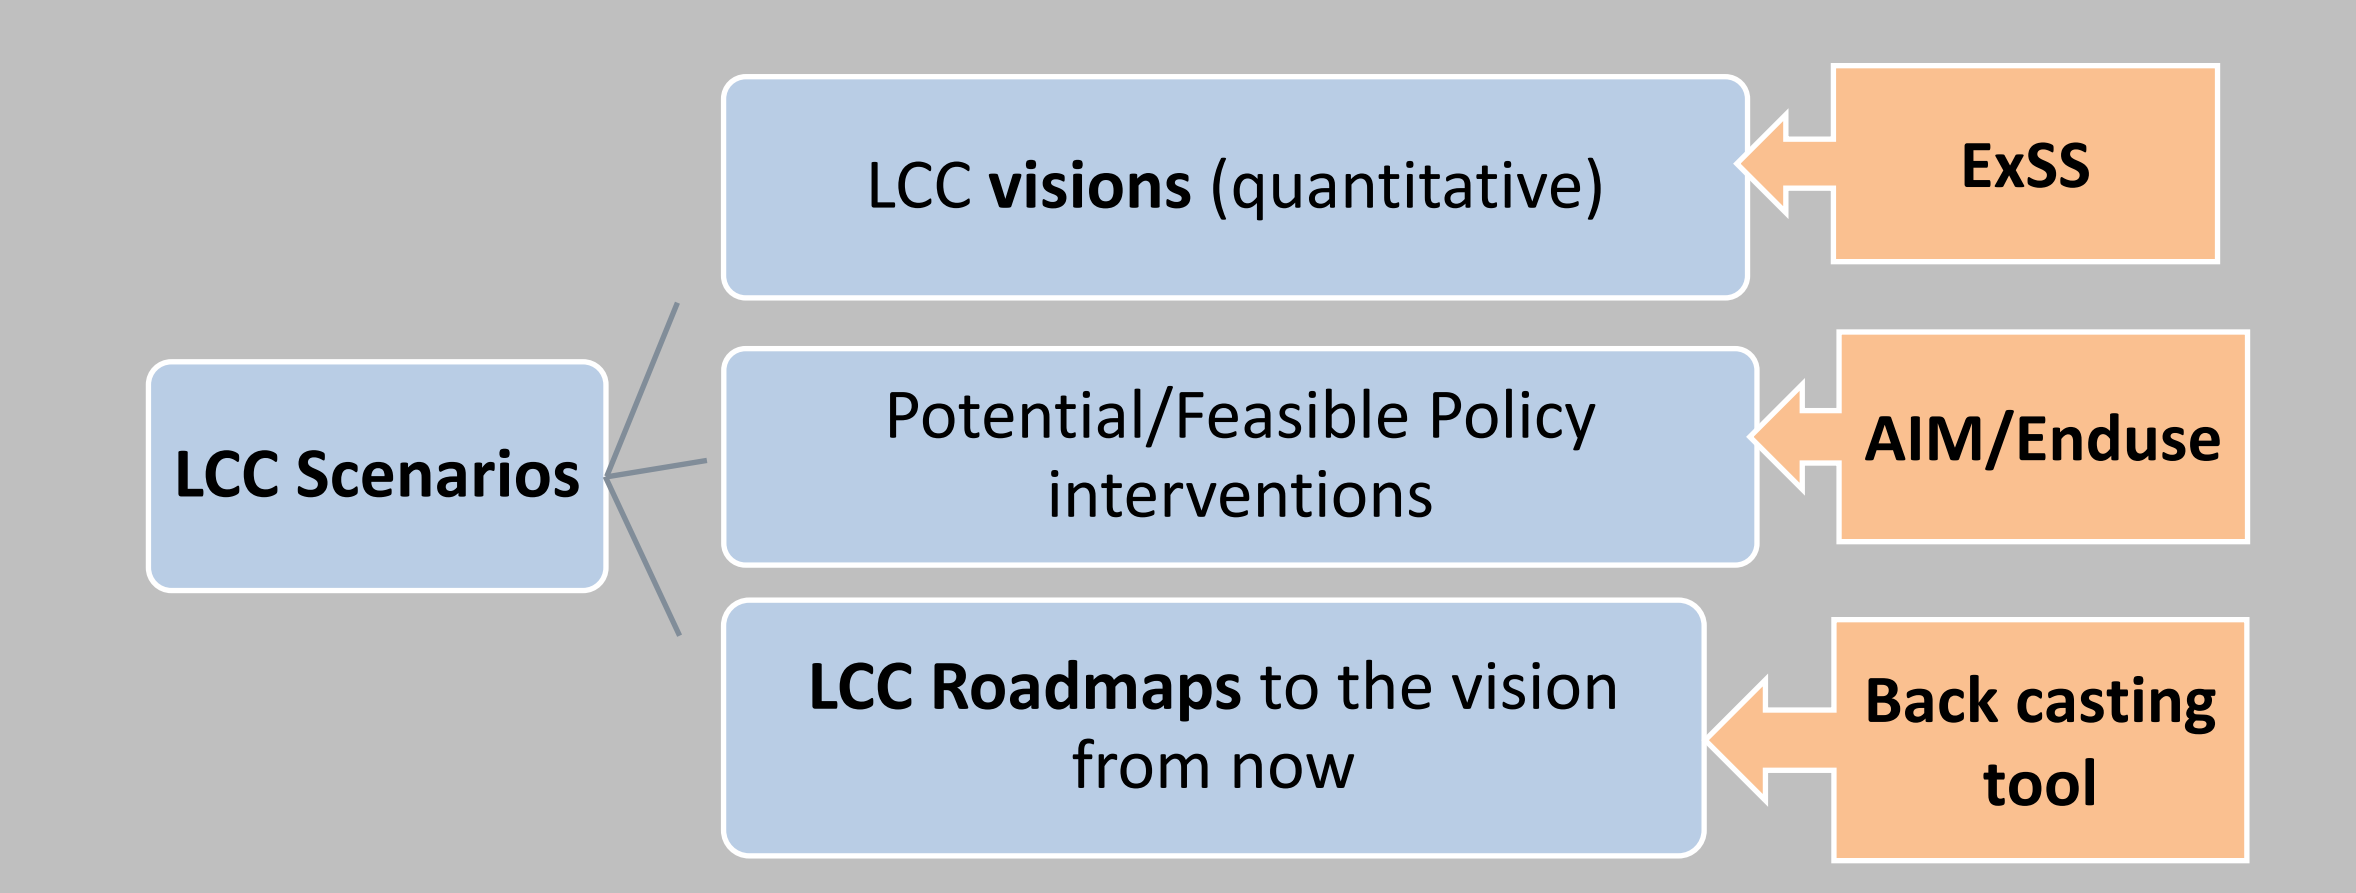 LCC visions (quantitative)
ExSS
LCC Scenarios
Potential/Feasible Policy
interventions
AIM/Enduse
LCC Roadmaps to the vision
from now
Back casting
tool